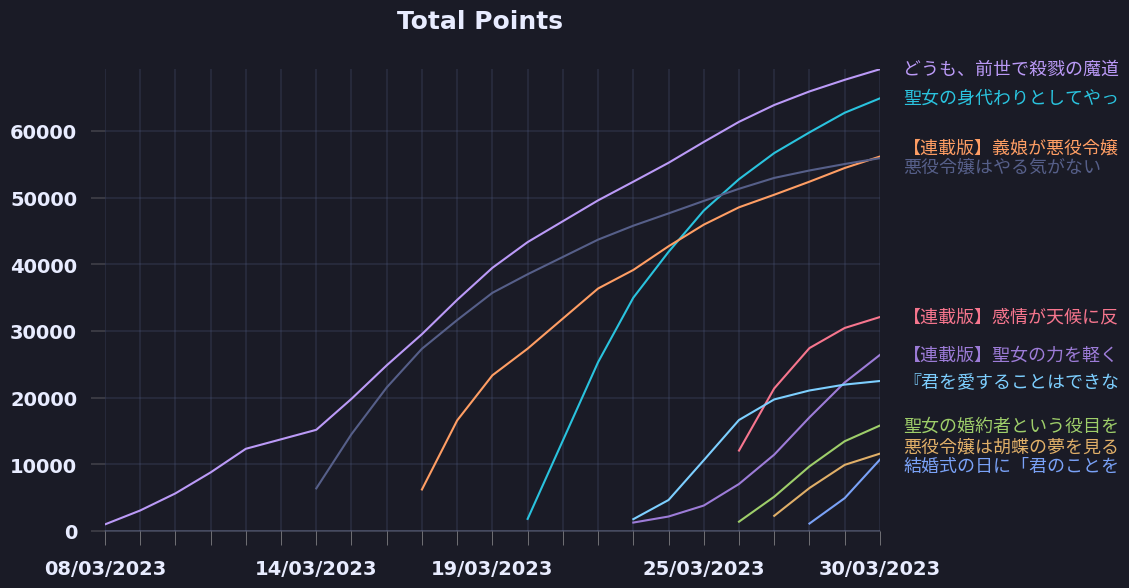 Total Points
どうも、前世で殺戮の魔道
聖女の身代わりとしてやっ
60000
【連載版】義娘が悪役令嬢
悪役令嬢はやる気がない
50000
40000
30000
【連載版】感情が天候に反
【連載版】聖女の力を軽く
『君を愛することはできな
20000
聖女の婚約者という役目を
悪役令嬢は胡蝶の夢を見る
10000
結婚式の日に「君のことを
0
08/03/2023 14/03/2023 19/03/2023 25/03/2023 30/03/2023